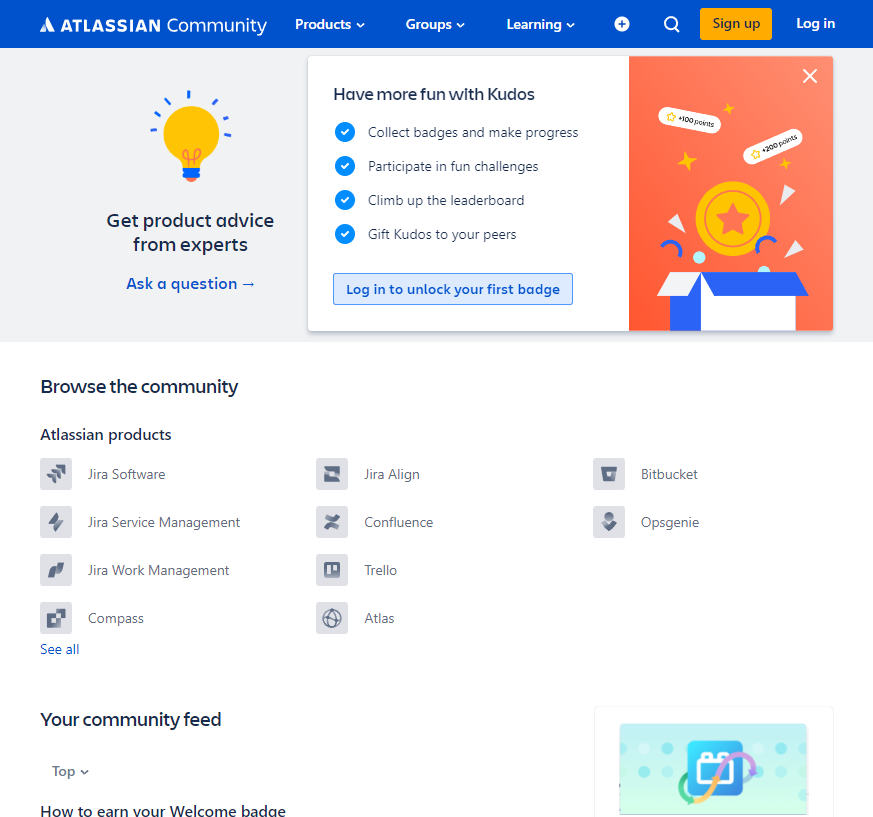 ATLASSIAN Community
Products
Groups
Learning
Sign up
Log in
Get product advice
from experts
Ask a question →
Have more fun with Kudos
Collect badges and make progress
Participate in fun challenges
Climb up the leaderboard
Gift Kudos to your peers
Log in to unlock your first badge
+100 points
+200 points
Browse the community
Atlassian products
Jira Software
Jira Align
Bitbucket
Jira Service Management
Confluence
Opsgenie
Jira Work Management
Trello
Compass
Atlas
See all
Your community feed
Top
How to earn your Welcome badge